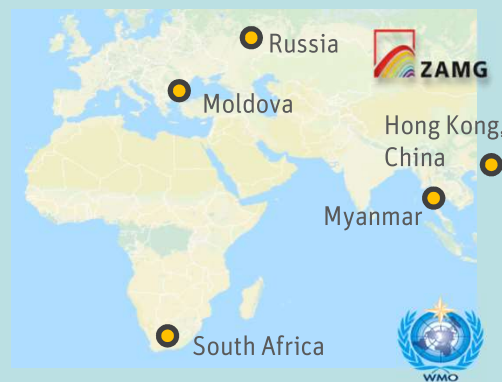 Russia
ZAMG
Moldova
Hong Kong,
China
Myanmar
South Africa
WMO